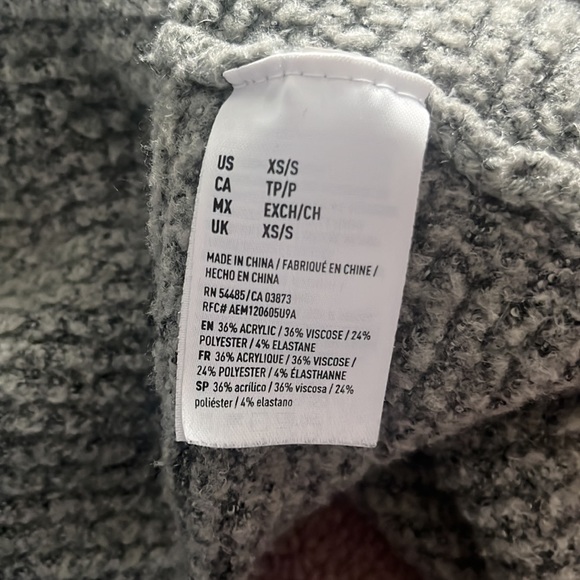 US XS/S
CA TP/P
MX EXCH/CH
UK XS/S
MADE IN CHINA / FABRIQUÉ EN CHINE /
HECHO EN CHINA
RN 54485/CA 03873
RFC# AEM120605U9A
EN 36% ACRYLIC / 36% VISCOSE / 24%
POLYESTER / 4% ELASTANE
FR 36% ACRYLIQUE / 36% VISCOSE /
24% POLYESTER / 4% ÉLASTHANNE
SP 36% acrílico / 36% viscosa / 24%
poliéster / 4% elastano